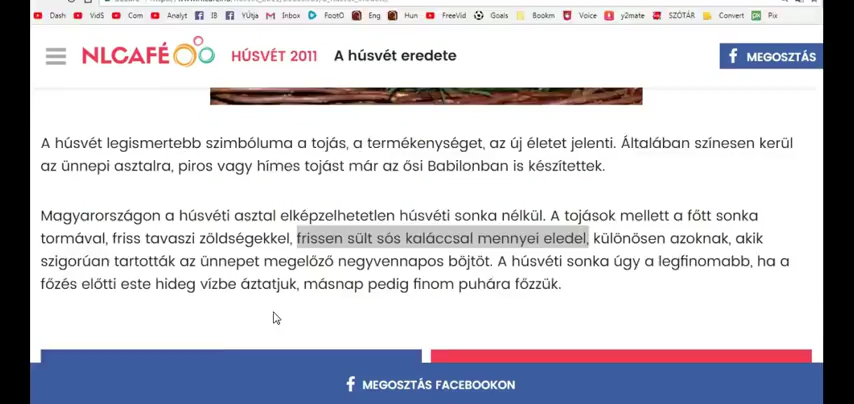 Dash
VidS
Com
Analyt
IB
YÚtja
IB
Inbox
FootO
EngD
Hun
FreeVid
GTools
Bookm
Voice
y2mate
SZÓTÁR
Convert
Pix
NLCAFÉ
HÚSVÉT 2011 A húsvét eredete
MEGOSZTÁS
A húsvét legismertebb szimbóluma a tojás, a termékenységet, az új életet jelenti. Általában színesen kerül
az ünnepi asztalra, piros vagy hímes tojást már az ősi Babilonban is készítettek.
Magyarországon a húsvéti asztal elképzelhetetlen húsvéti sonka nélkül. A tojások mellett a főtt sonka
tormával, friss tavaszi zöldségekkel, frissen sült sós kaláccsal mennyei eledel, különösen azoknak, akik
szigorúan tartották az ünnepet megelőző negyvennapos böjtöt. A húsvéti sonka úgy a legfinomabb, ha a
főzés előtti este hideg vízbe áztatjuk, másnap pedig finom puhára főzzük.
MEGOSZTÁS FACEBOOKON